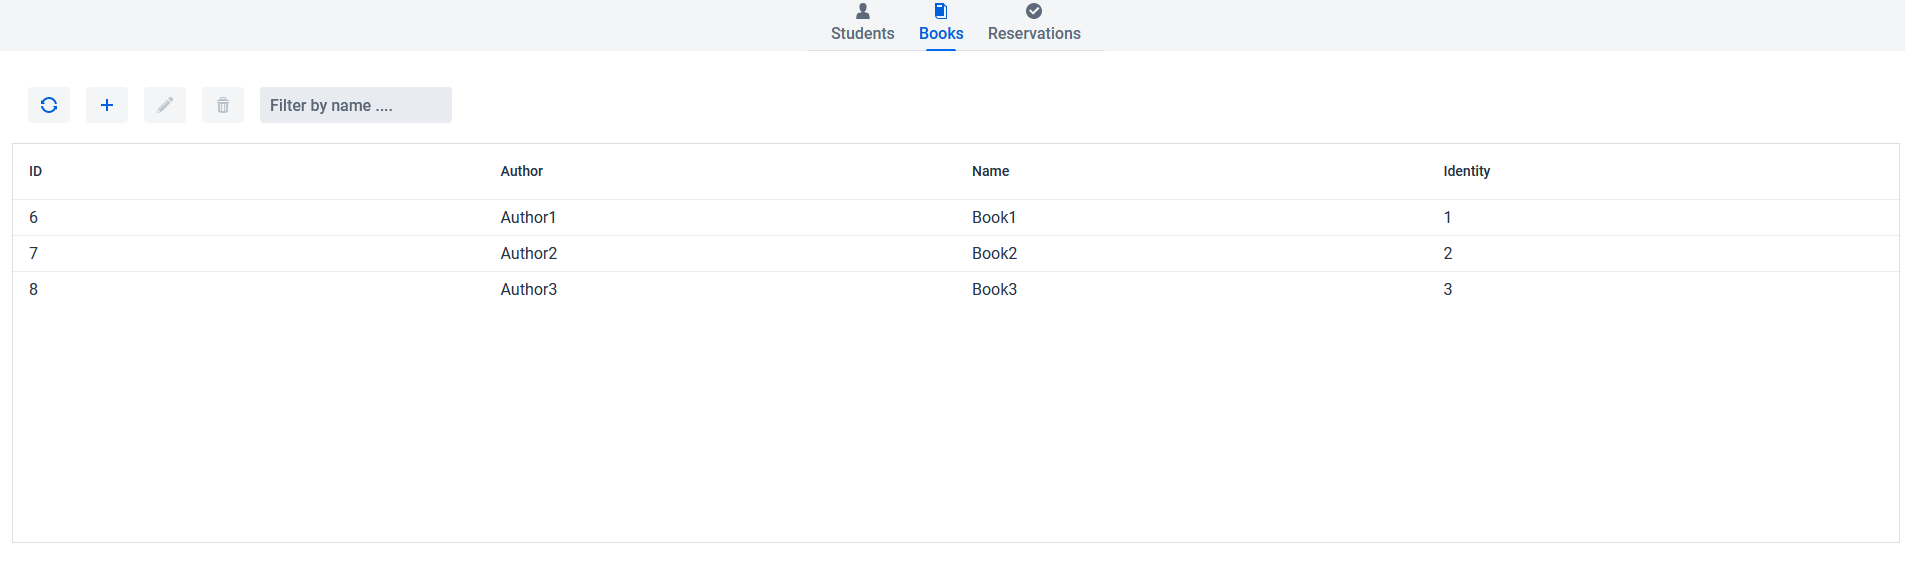 Students Books Reservations
Filter by name ....
ID Author Name Identity
6 Author1 Book1 1
7 Author2 Book2 2
8 Author3 Book3 3